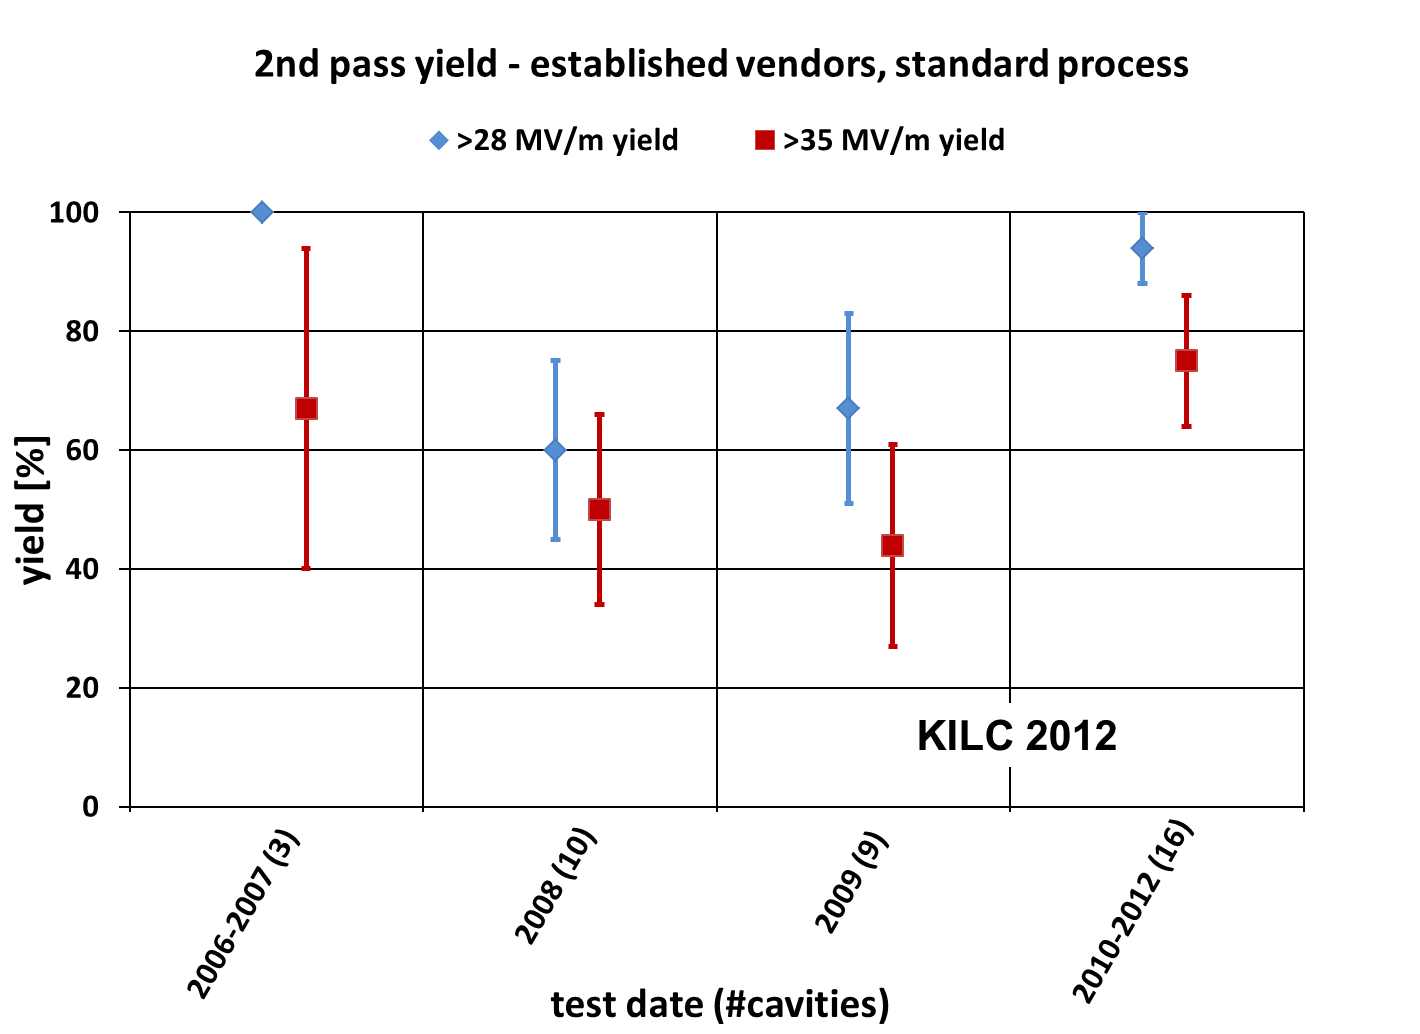 2nd pass yield - established vendors, standard process
>28 MV/m yield >35 MV/m yield
100
80
60
40
20
0
yield [%]
KILC 2012
2006-2007 (3)
2008 (10)
2009 (9)
2010-2012 (16)
test date (#cavities)